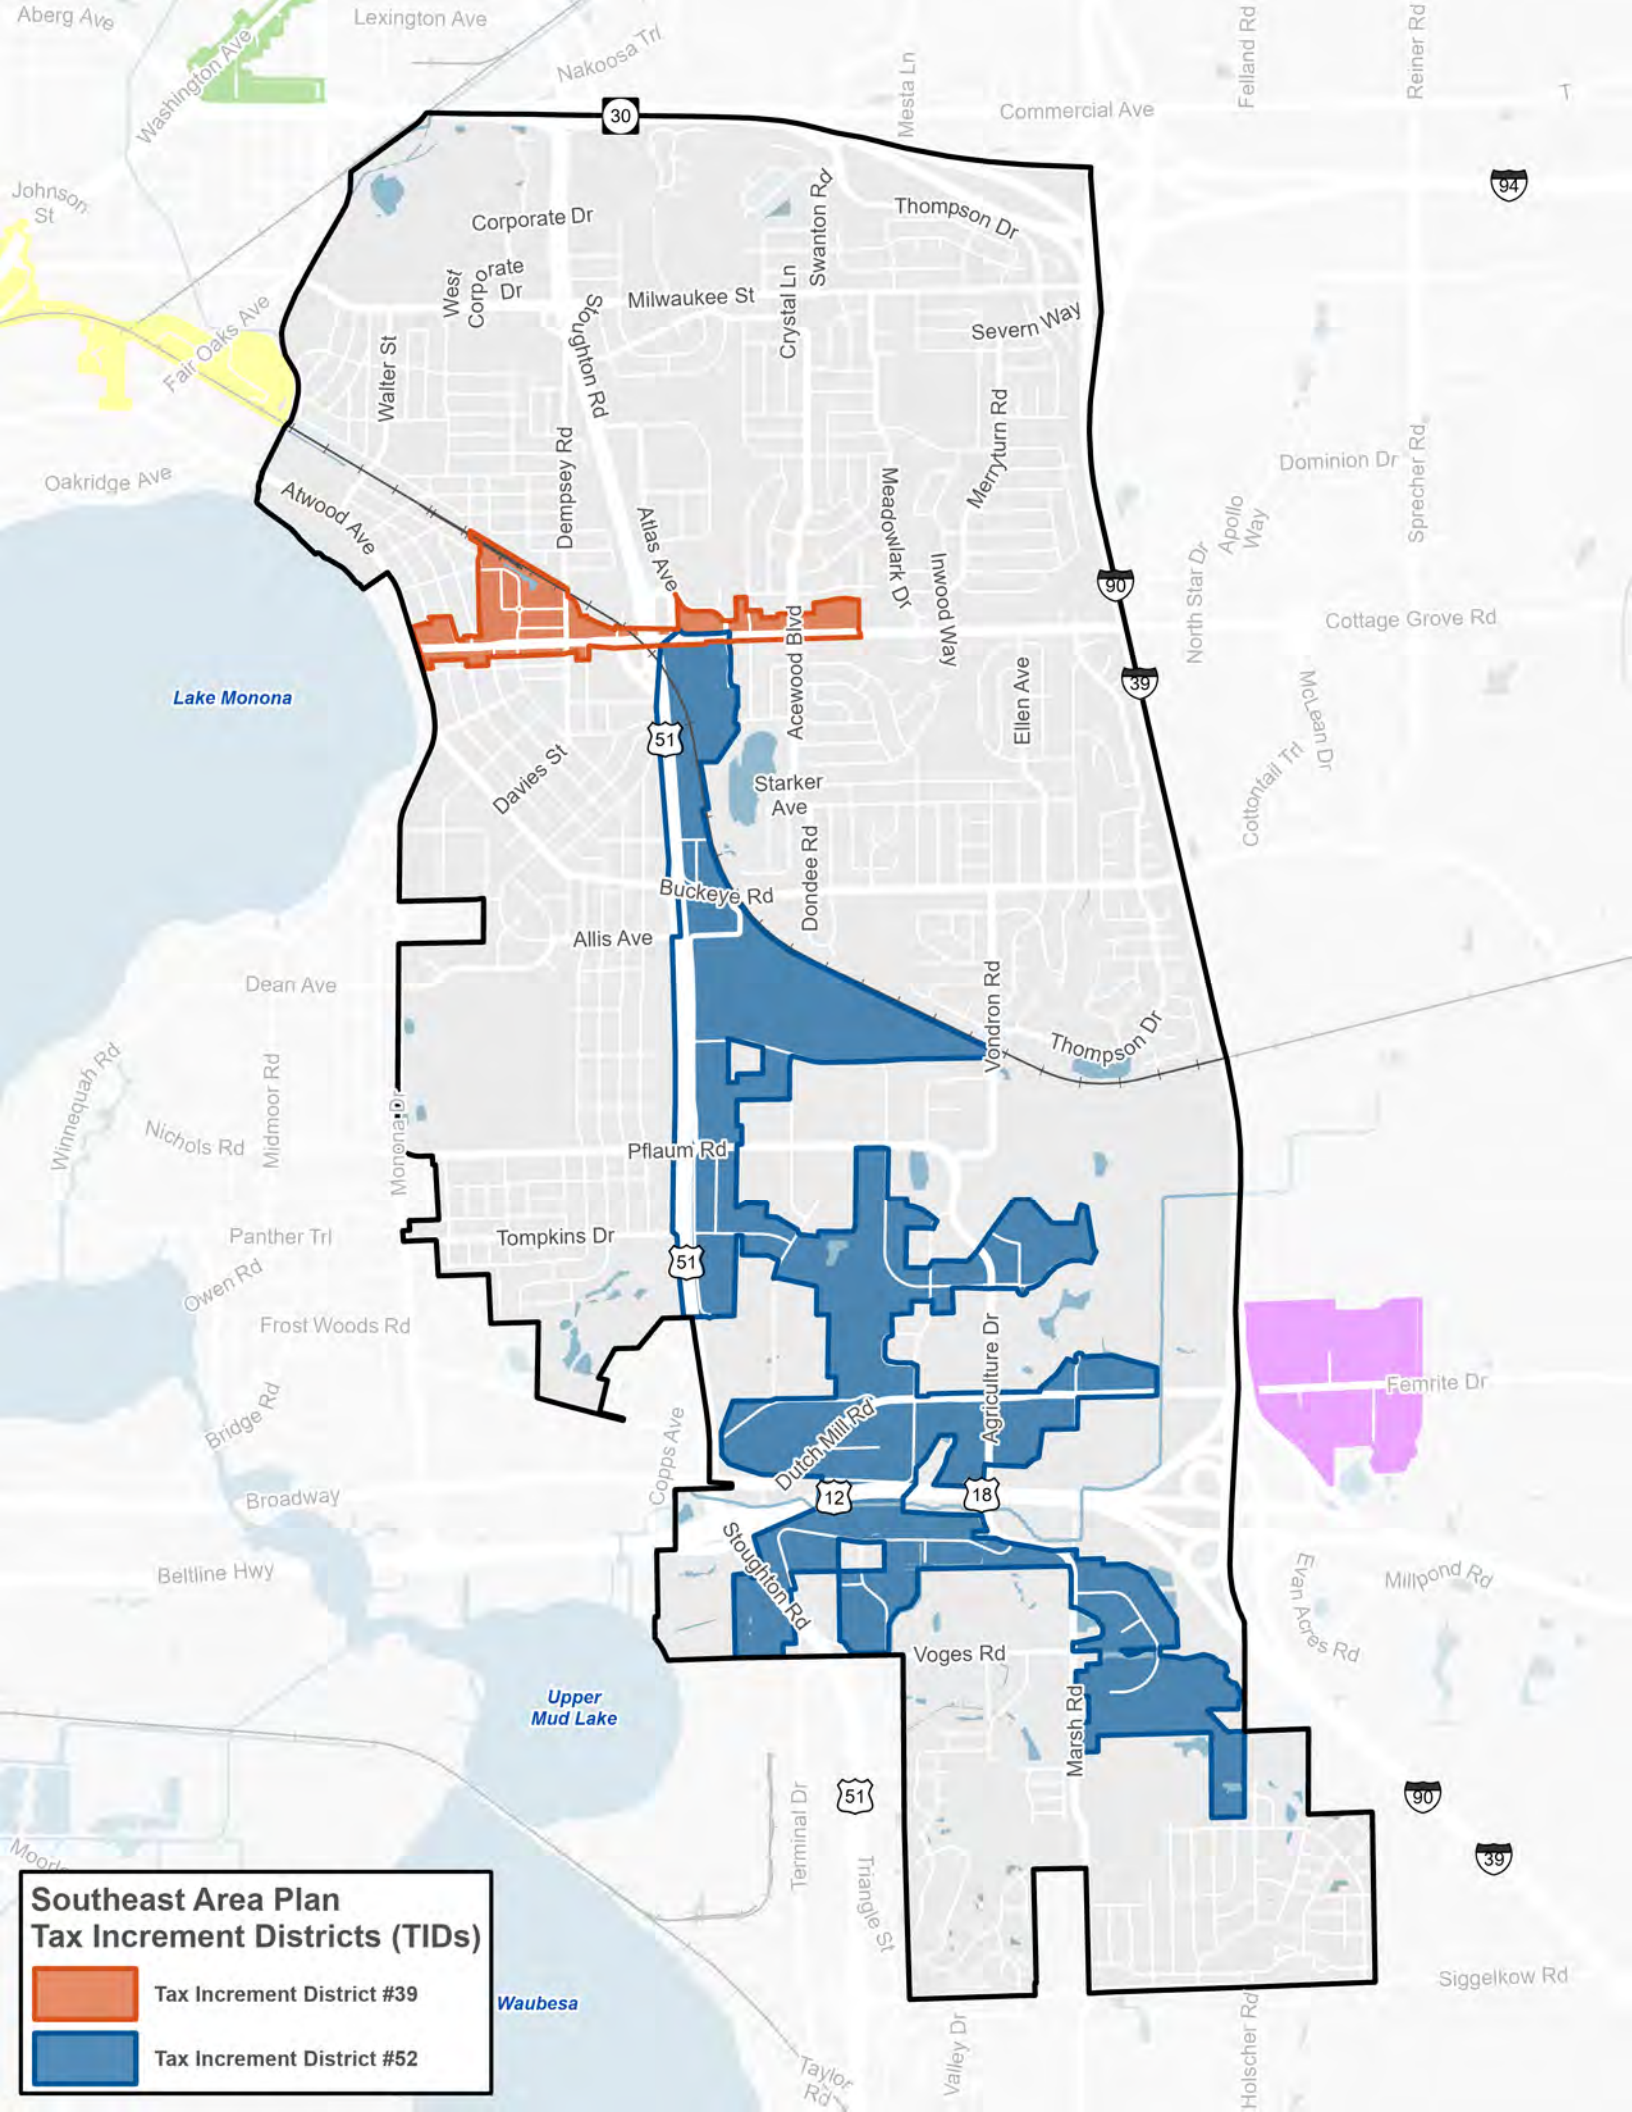 Aberg Ave
Lexington Ave
Washington Ave
Nakoosa Trl
Mesta Ln
Commercial Ave
Felland Rd
Reiner Rd
T
30
94
Johnson
St
Corporate Dr
Swanton Rd
Thompson Dr
West
Corporate
Dr
Stoughton Rd
Milwaukee St
Crystal Ln
Severn Way
Fair Oaks Ave
Walter St
Merryturn Rd
Dempsey Rd
Dominion Dr
Sprecher Rd
Oakridge Ave
Atwood Ave
Atlas Ave
Meadowlark Dr
Inwood Way
Apollo
Way
North Star Dr
90
Cottage Grove Rd
Acewood Blvd
Ellen Ave
39
McLean Dr
Lake Monona
51
Davies St
Starker
Ave
Cottontail Trl
Dondee Rd
Buckeye Rd
Allis Ave
Dean Ave
Vondron Rd
Thompson Dr
Winnequah Rd
Midmoor Rd
Monona Dr
Nichols Rd
Pflaum Rd
Panther Trl
Tompkins Dr
51
Owen Rd
Frost Woods Rd
Agriculture Dr
Femrite Dr
Bridge Rd
Copps Ave
Dutch Mill Rd
Broadway
12
18
Stoughton Rd
Beltline Hwy
Evan Acres Rd
Millpond Rd
Voges Rd
Upper
Mud Lake
Marsh Rd
51
90
Terminal Dr
Triangle St
39
Southeast Area Plan
Tax Increment Districts (TIDs)
Tax Increment District #39
Tax Increment District #52
Waubesa
Siggelkow Rd
Valley Dr
Holscher Rd
Taylor
Rd